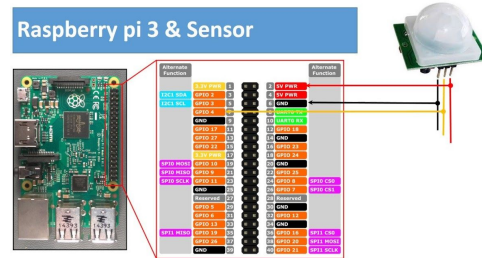 Raspberry pi 3 & Sensor
Alternate Function
Alternate Function
3.3V PWR 1 2 5V PWR
I2C1 SDA GPIO 2 3 4 5V PWR
I2C1 SCL GPIO 3 5 6 GND
GPIO 4 7 8 UART0 TX
GND 9 10 UART0 RX
GPIO 17 11 12 GPIO 18
GPIO 27 13 14 GND
GPIO 22 15 16 GPIO 23
3.3V PWR 17 18 GPIO 24
SPI0 MOSI GPIO 10 19 20 GND
SPI0 MISO GPIO 9 21 22 GPIO 25
SPI0 SCLK GPIO 11 23 24 GPIO 8 SPI0 CS0
GND 25 26 GPIO 7 SPI0 CS1
Reserved 27 28 Reserved
GPIO 5 29 30 GND
GPIO 6 31 32 GPIO 12
GPIO 13 33 34 GND
SPI1 MISO GPIO 19 35 36 GPIO 16 SPI1 CS0
GPIO 26 37 38 GPIO 20 SPI1 MOSI
GND 39 40 GPIO 21 SPI1 SCLK